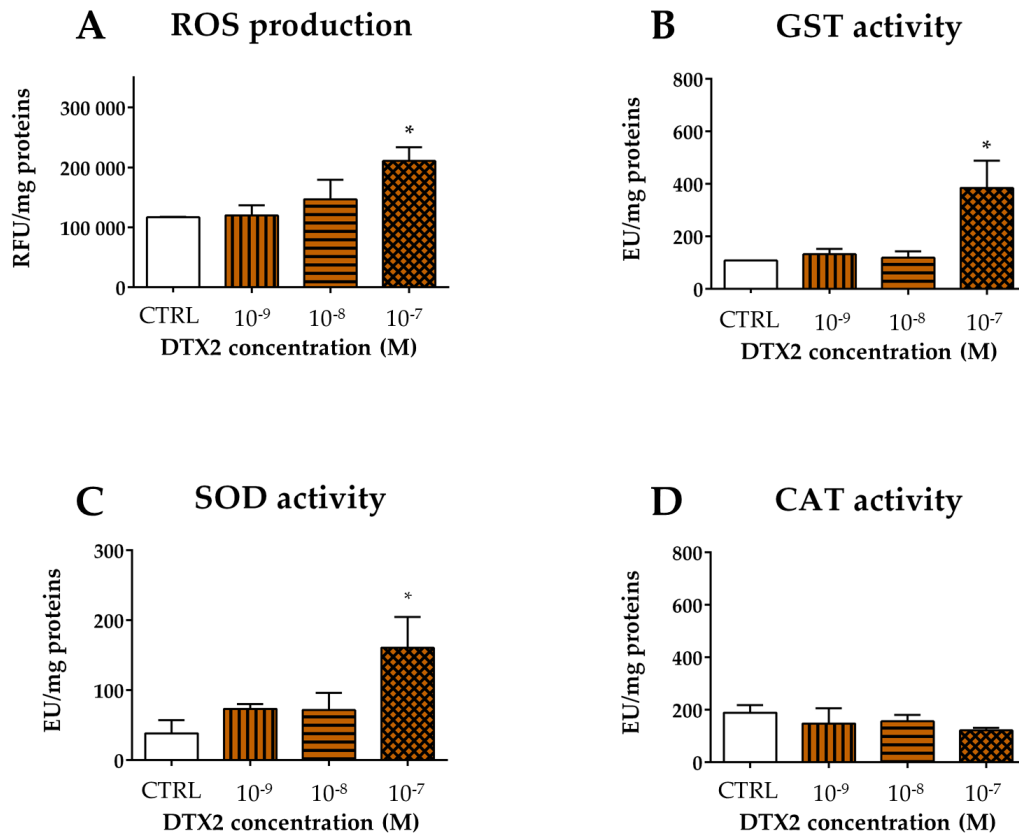 A ROS production
RFU/mg proteins
300 000
200 000
100 000
0
*
CTRL 10⁻⁹ 10⁻⁸ 10⁻⁷
DTX2 concentration (M)
B GST activity
EU/mg proteins
800
600
400
200
0
*
CTRL 10⁻⁹ 10⁻⁸ 10⁻⁷
DTX2 concentration (M)
C SOD activity
EU/mg proteins
300
200
100
0
*
CTRL 10⁻⁹ 10⁻⁸ 10⁻⁷
DTX2 concentration (M)
D CAT activity
EU/mg proteins
800
600
400
200
0
CTRL 10⁻⁹ 10⁻⁸ 10⁻⁷
DTX2 concentration (M)